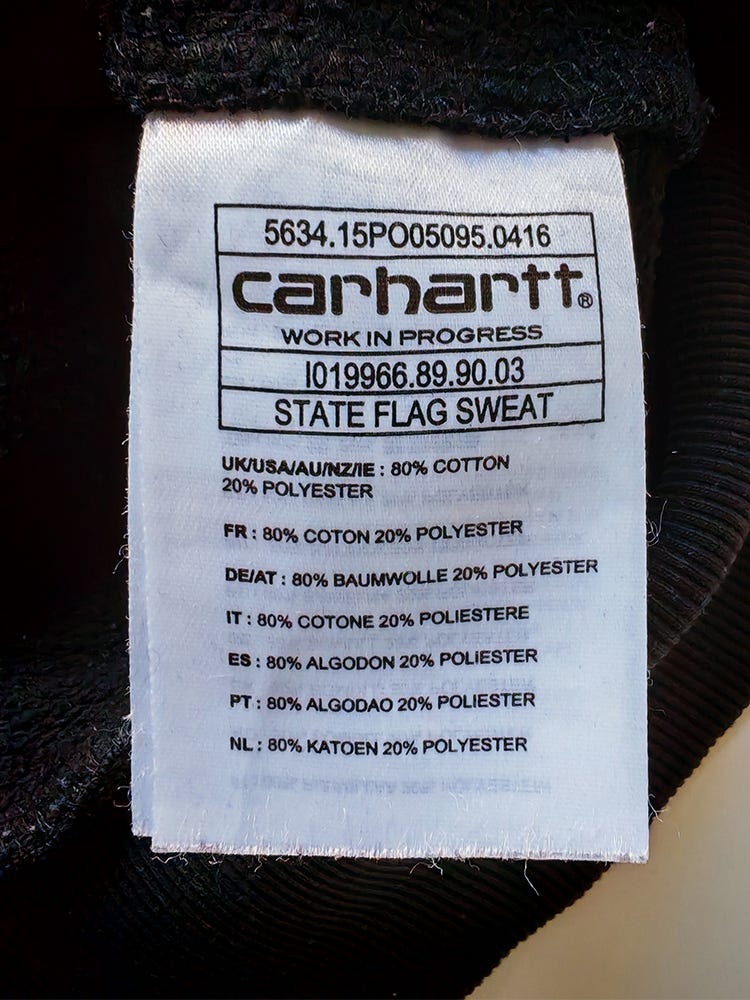 5634.15PO05095.0416
carhartt®
WORK IN PROGRESS
I019966.89.90.03
STATE FLAG SWEAT
UK/USA/AU/NZ/IE : 80% COTTON
20% POLYESTER
FR : 80% COTON 20% POLYESTER
DE/AT : 80% BAUMWOLLE 20% POLYESTER
IT : 80% COTONE 20% POLIESTERE
ES : 80% ALGODON 20% POLIESTER
PT : 80% ALGODAO 20% POLIESTER
NL : 80% KATOEN 20% POLYESTER